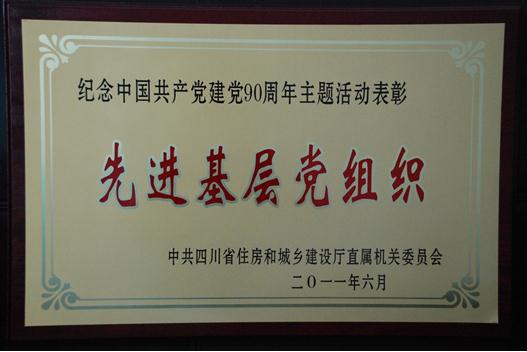 纪念中国共产党建党90周年主题活动表彰
先进基层党组织
中共四川省住房和城乡建设厅直属机关委员会
二〇一一年六月